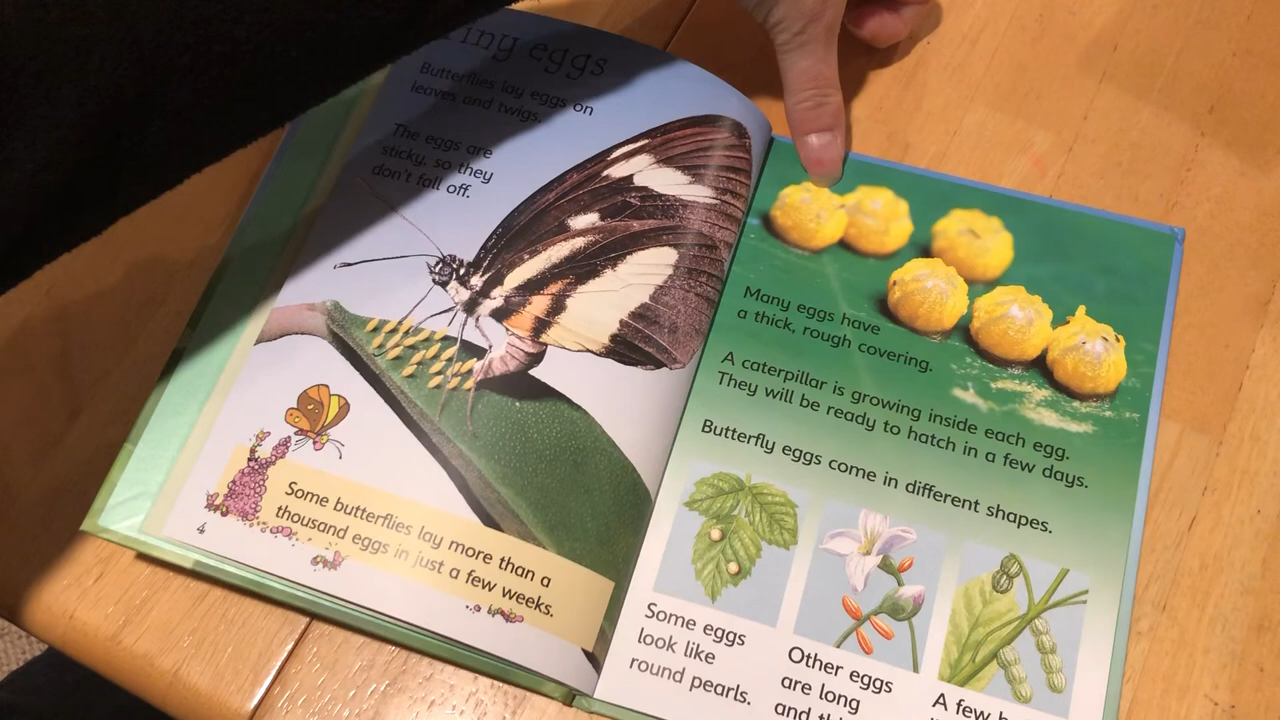 Tiny eggs
Butterflies lay eggs on
leaves and twigs.
The eggs are
sticky, so they
don't fall off.
Some butterflies lay more than a
thousand eggs in just a few weeks.
4
Many eggs have
a thick, rough covering.
A caterpillar is growing inside each egg.
They will be ready to hatch in a few days.
Butterfly eggs come in different shapes.
Some eggs
look like
round pearls.
Other eggs
are long
and
A few